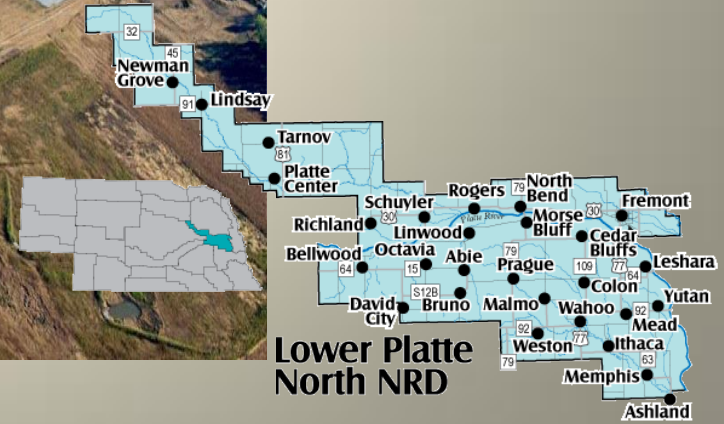 32
45
Newman
Grove
91
Lindsay
Tarnov
81
Platte
Center
Schuyler
Rogers
79
North
Bend
Fremont
30
Platte River
30
Richland
Linwood
Morse
Bluff
Cedar
Bluffs
Bellwood
Octavia
Abie
79
Prague
109
77
64
Leshara
64
15
S12B
Colon
David
City
Bruno
Malmo
Wahoo
92
Yutan
Mead
92
Weston
77
Ithaca
79
63
Memphis
Ashland
Lower Platte
North NRD